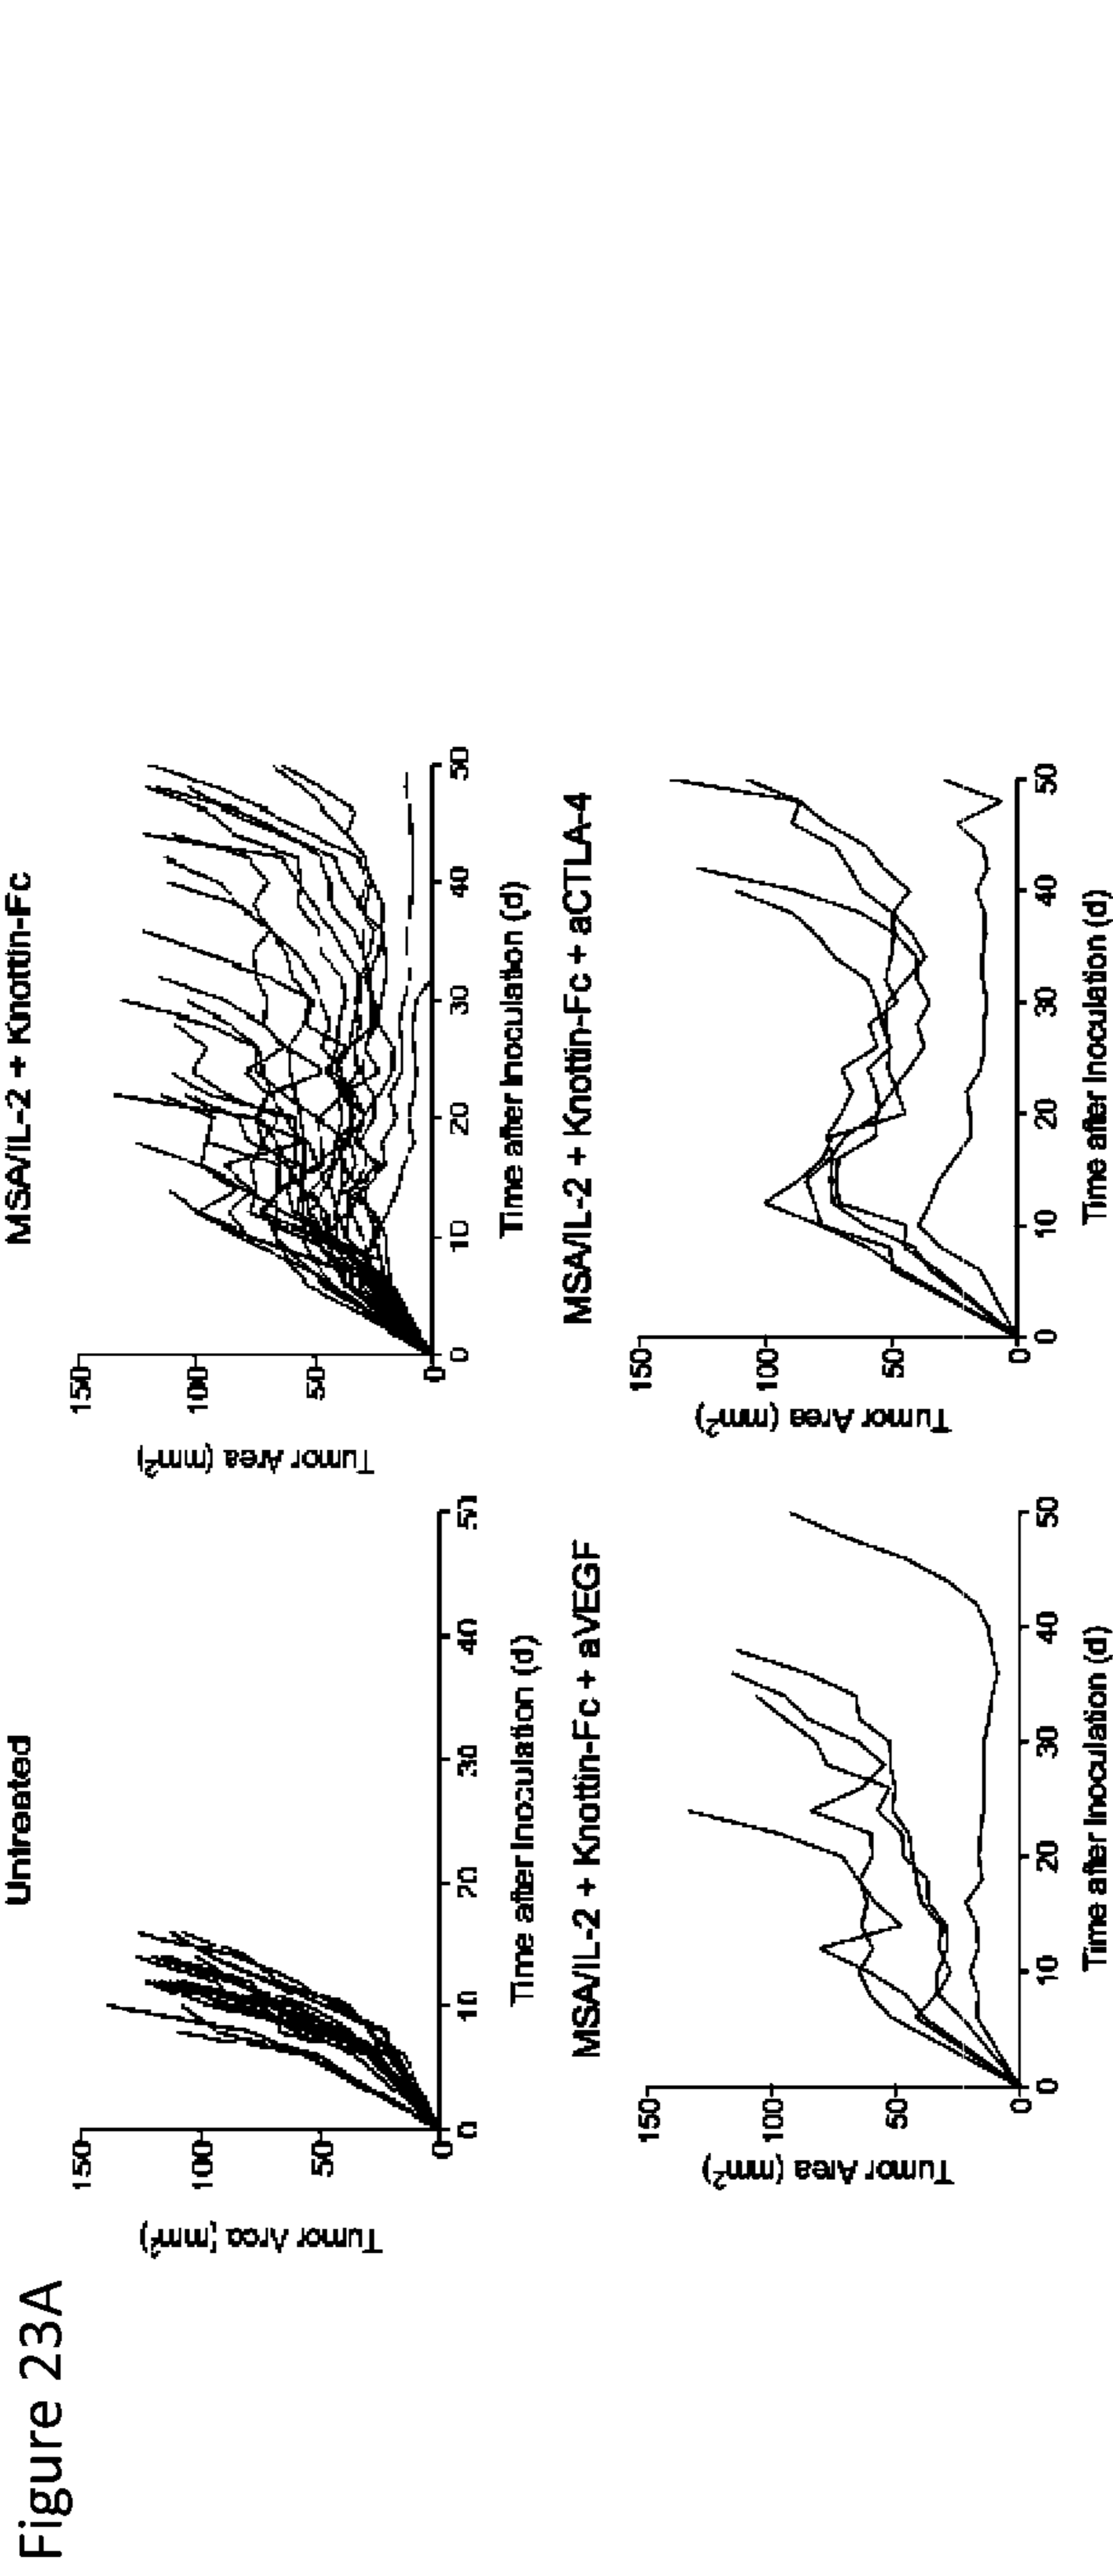 Figure 23A
Untreated
150
100
50
0
Tumor Area (mm2)
0 10 20 30 40 50
Time after Inoculation (d)
MSA/IL-2 + Knottin-Fc
150
100
50
0
Tumor Area (mm2)
0 10 20 30 40 50
Time after Inoculation (d)
MSA/IL-2 + Knottin-Fc + aVEGF
150
100
50
0
Tumor Area (mm2)
0 10 20 30 40 50
Time after Inoculation (d)
MSA/IL-2 + Knottin-Fc + aCTLA-4
150
100
50
0
Tumor Area (mm2)
0 10 20 30 40 50
Time after Inoculation (d)